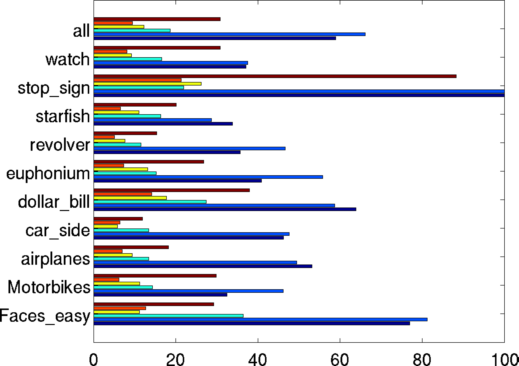 all
watch
stop_sign
starfish
revolver
euphonium
dollar_bill
car_side
airplanes
Motorbikes
Faces_easy
0 20 40 60 80 100